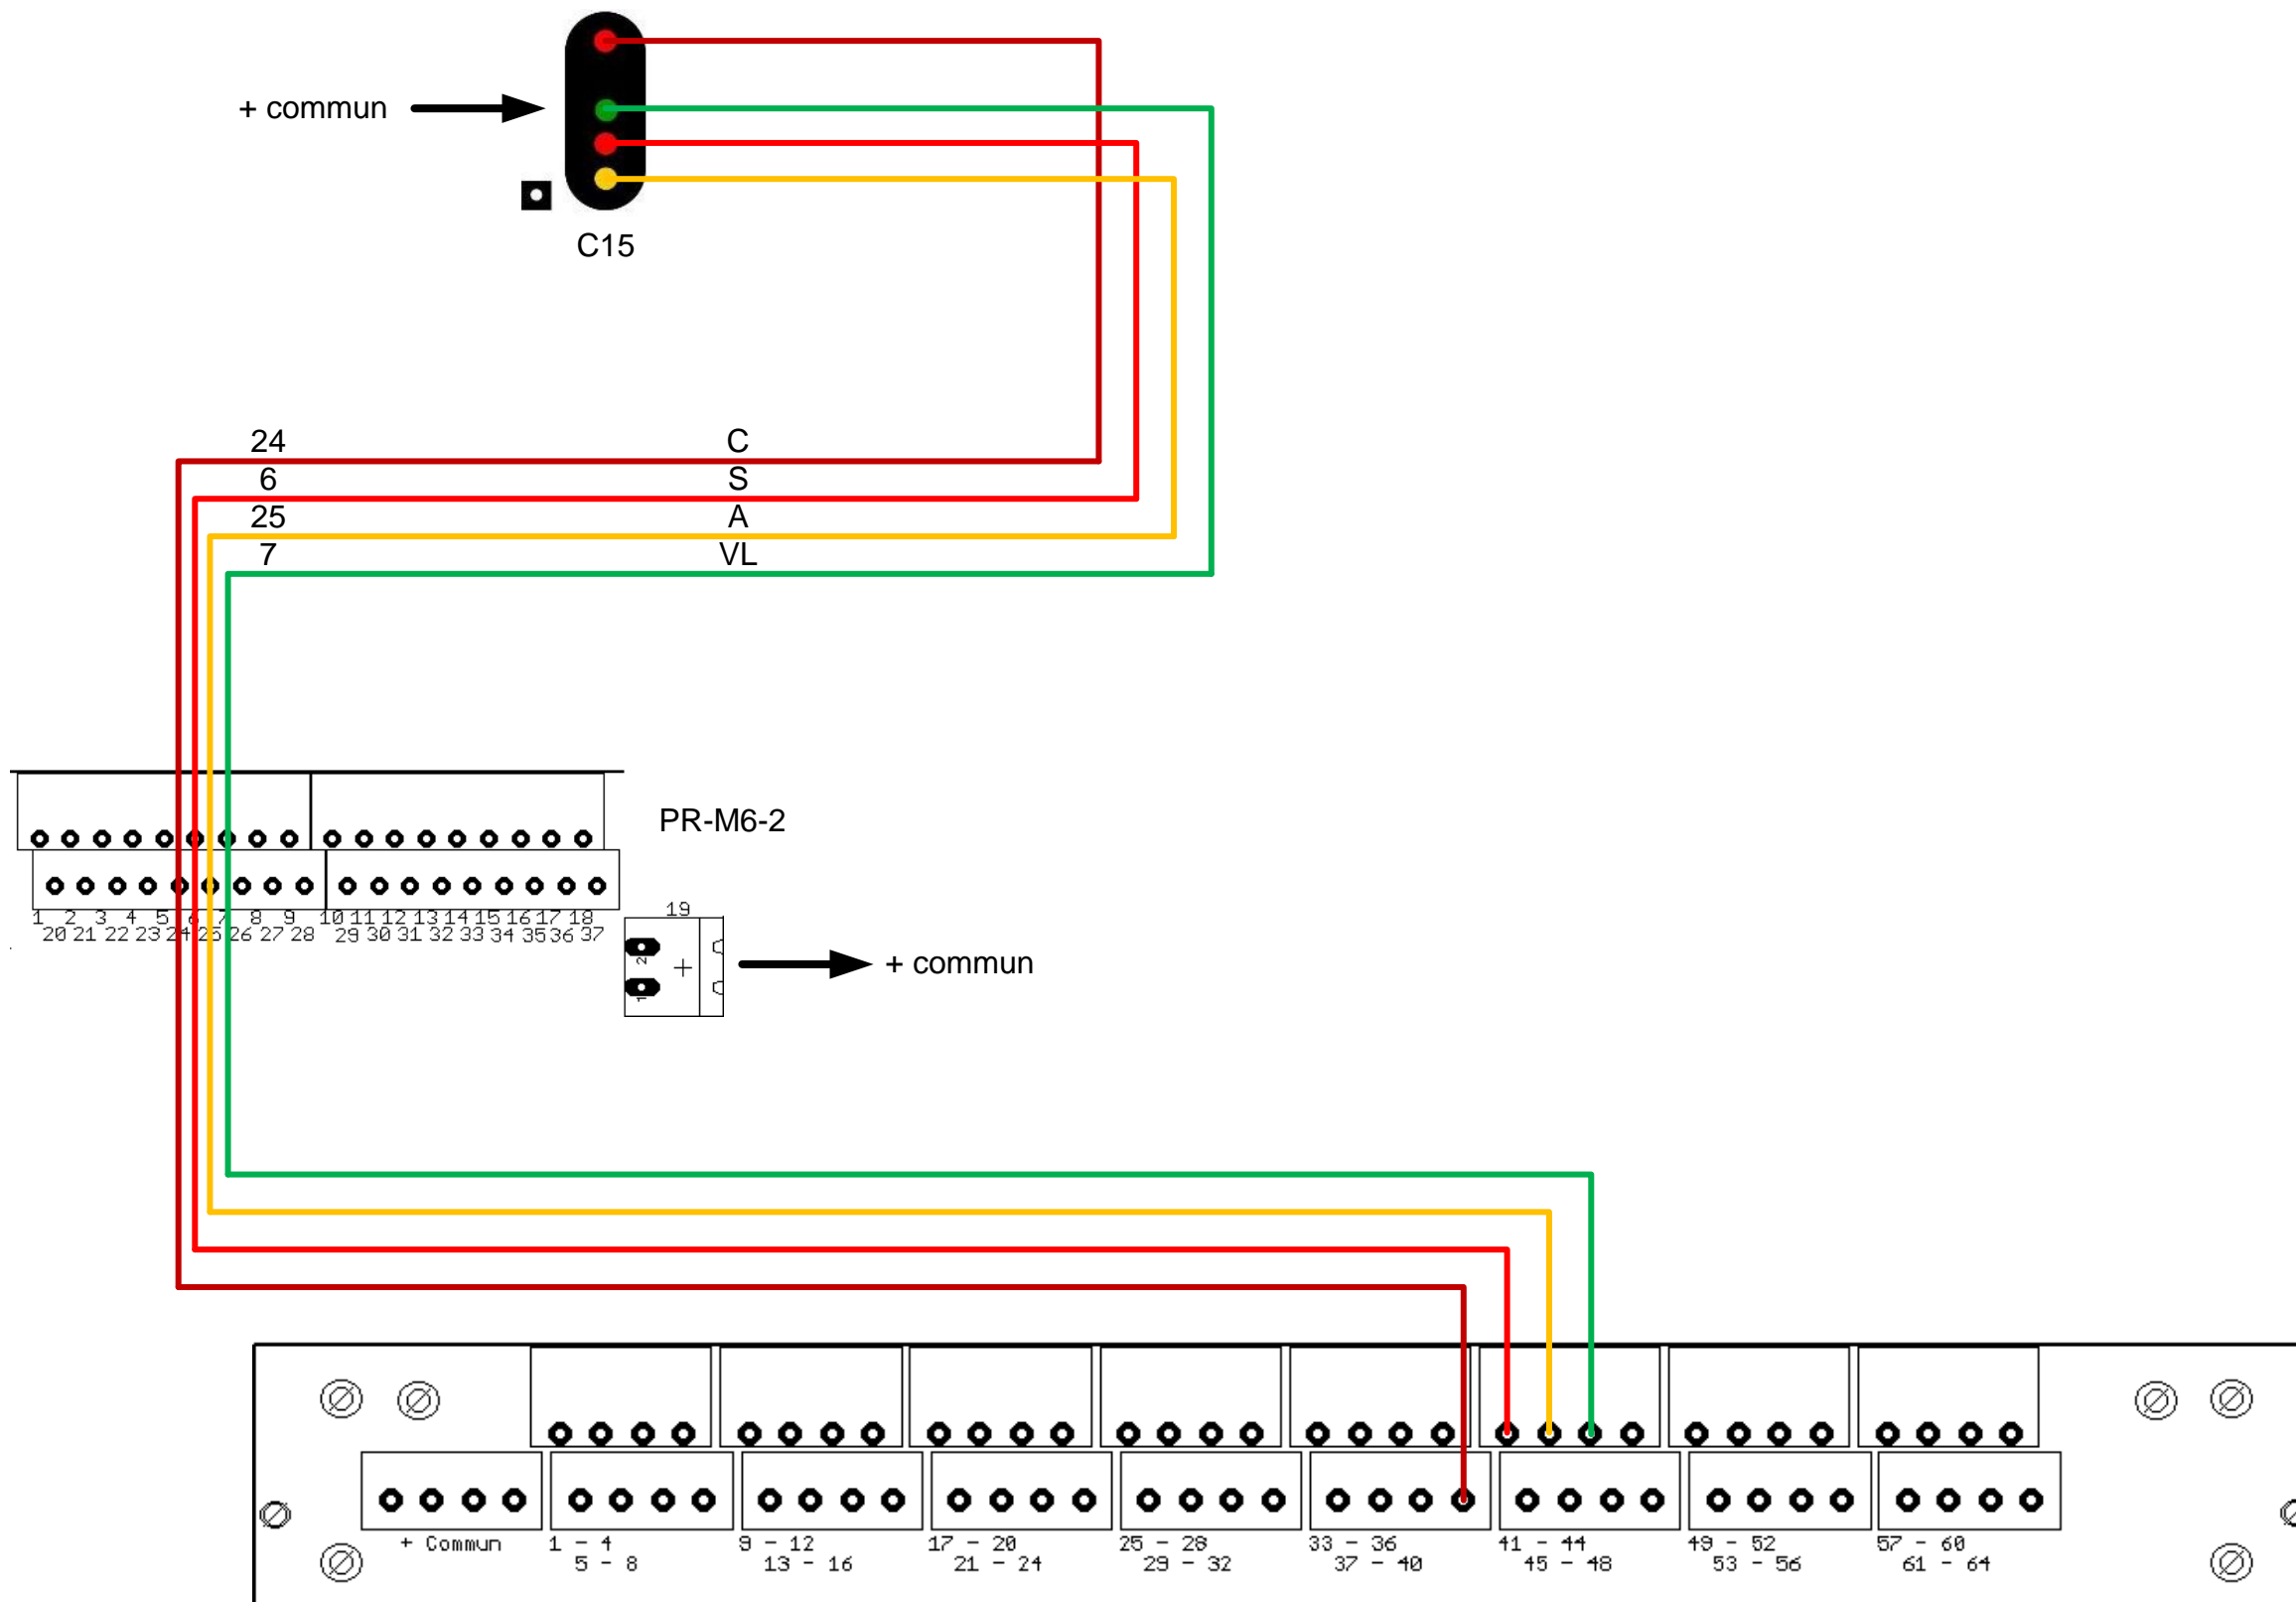 + commun
C15
24 C
6 S
25 A
7 VL
PR-M6-2
1 2 3 4 5 6 7 8 9 10 11 12 13 14 15 16 17 18
20 21 22 23 24 25 26 27 28 29 30 31 32 33 34 35 36 37
19
2
+
1
+ commun
+ Commun 1 - 4 9 - 12 17 - 20 25 - 28 33 - 36 41 - 44 49 - 52 57 - 60
5 - 8 13 - 16 21 - 24 29 - 32 37 - 40 45 - 48 53 - 56 61 - 64